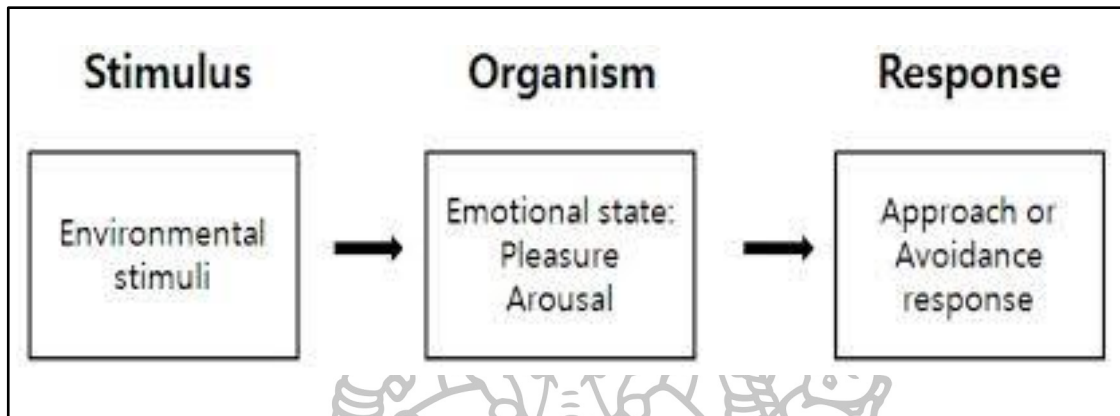 Stimulus
Organism
Response
Environmental
stimuli
Emotional state:
Pleasure
Arousal
Approach or
Avoidance
response